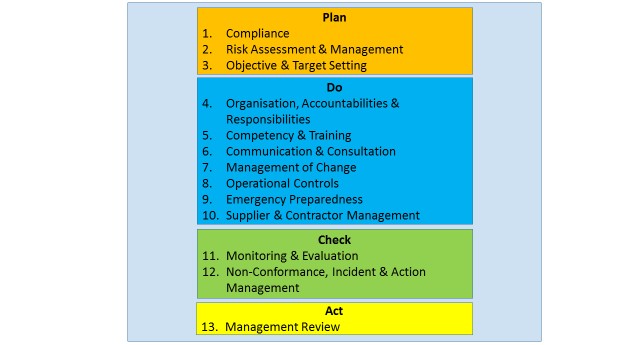 Plan
1. Compliance
2. Risk Assessment & Management
3. Objective & Target Setting
Do
4. Organisation, Accountabilities &
Responsibilities
5. Competency & Training
6. Communication & Consultation
7. Management of Change
8. Operational Controls
9. Emergency Preparedness
10. Supplier & Contractor Management
Check
11. Monitoring & Evaluation
12. Non-Conformance, Incident & Action
Management
Act
13. Management Review